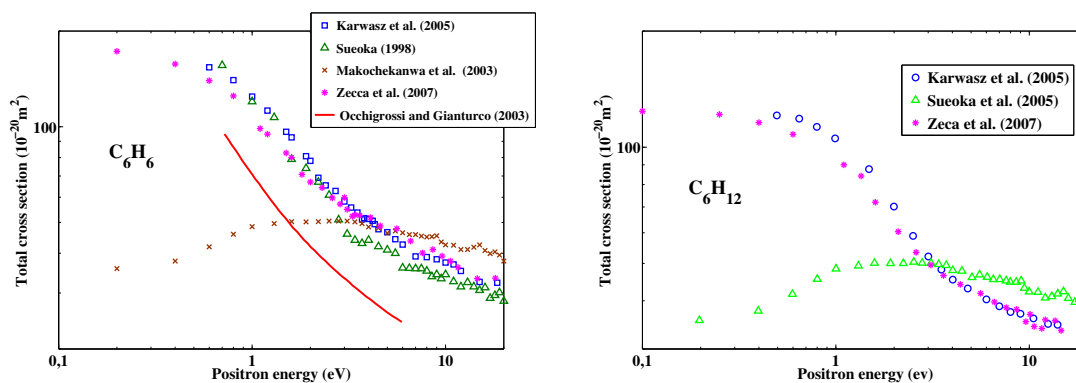 Karwasz et al. (2005)
Sueoka (1998)
Makochekanwa et al. (2003)
Zecca et al. (2007)
Occhigrossi and Gianturco (2003)
C6H6
100
Total cross section (10⁻²⁰m²)
0,1
1
10
Positron energy (eV)
Karwasz et al. (2005)
Sueoka et al. (2005)
Zeca et al. (2007)
C6H12
100
Total cross section (10⁻²⁰m²)
0,1
1
10
Positron energy (ev)